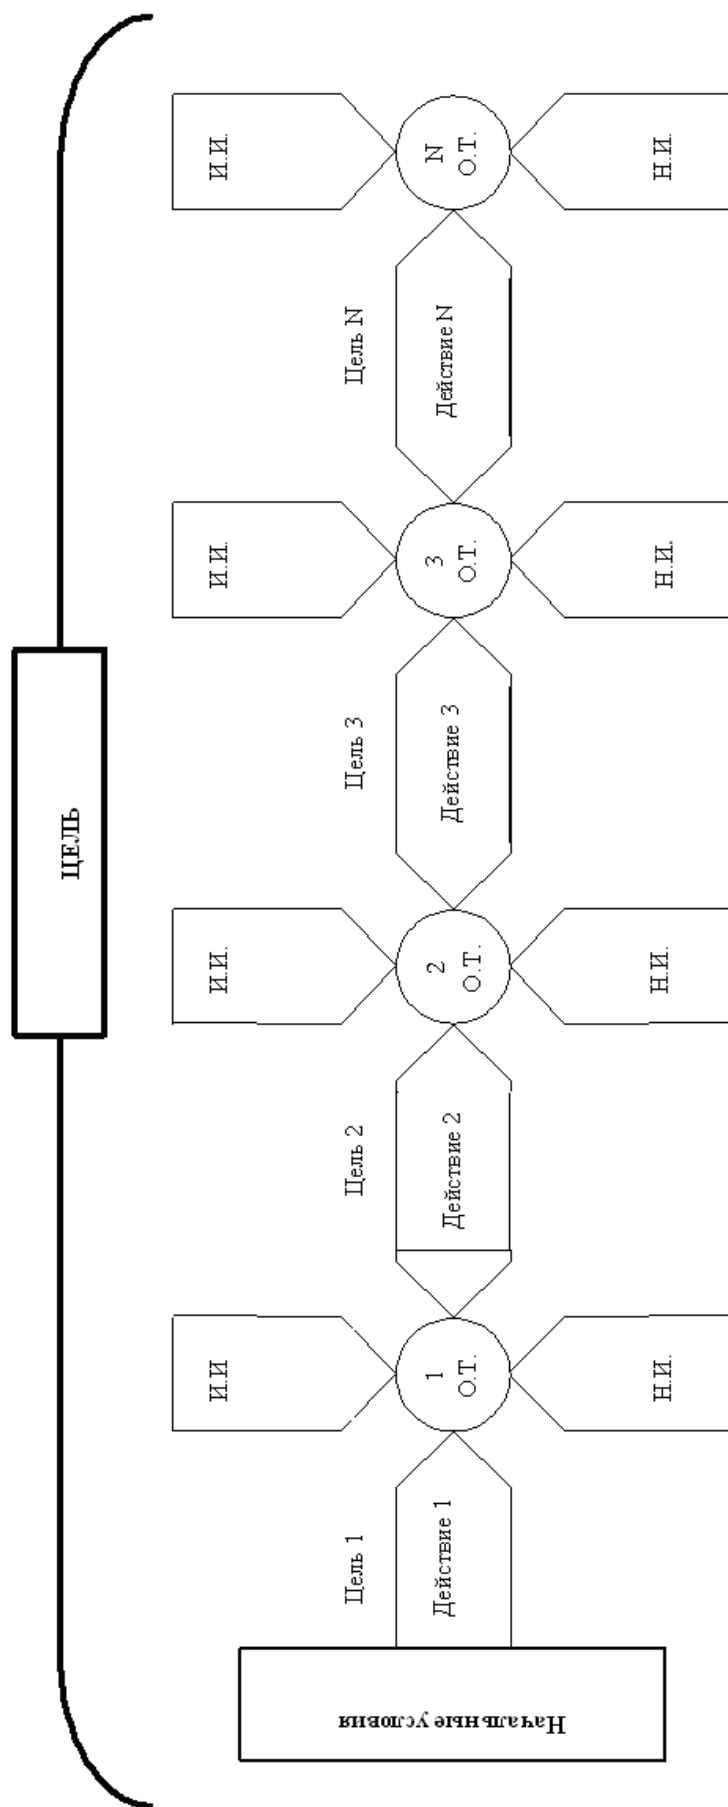 ЦЕЛЬ
Начальные условия
Цель 1
Действие 1
И.И
1
О.Т.
Н.И.
Цель 2
Действие 2
И.И.
2
О.Т.
Н.И.
Цель 3
Действие 3
И.И.
3
О.Т.
Н.И.
Цель N
Действие N
И.И.
N
О.Т.
Н.И.